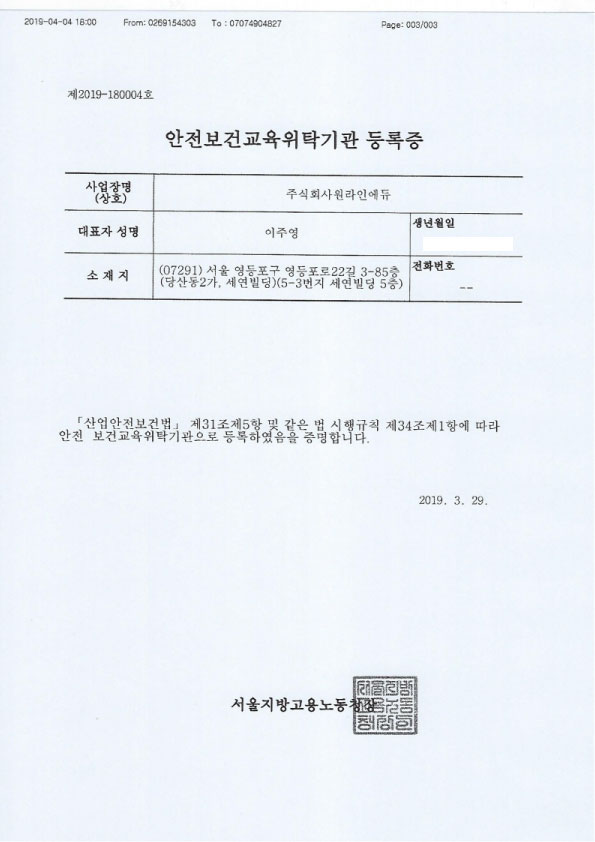 2019-04-04 16:00 From: 0269154303 To : 07074904827 Page: 003/003
제2019-180004호
안전보건교육위탁기관 등록증
사업장명
(상호)
주식회사원라인에듀
대표자 성명
이주영
생년월일
소 재 지
(07291) 서울 영등포구 영등포로22길 3-85층
(당산동2가, 세연빌딩)(5-3번지 세연빌딩 5층)
전화번호
--
「산업안전보건법」 제31조제5항 및 같은 법 시행규칙 제34조제1항에 따라
안전 보건교육위탁기관으로 등록하였음을 증명합니다.
2019. 3. 29.
서울지방고용노동청장